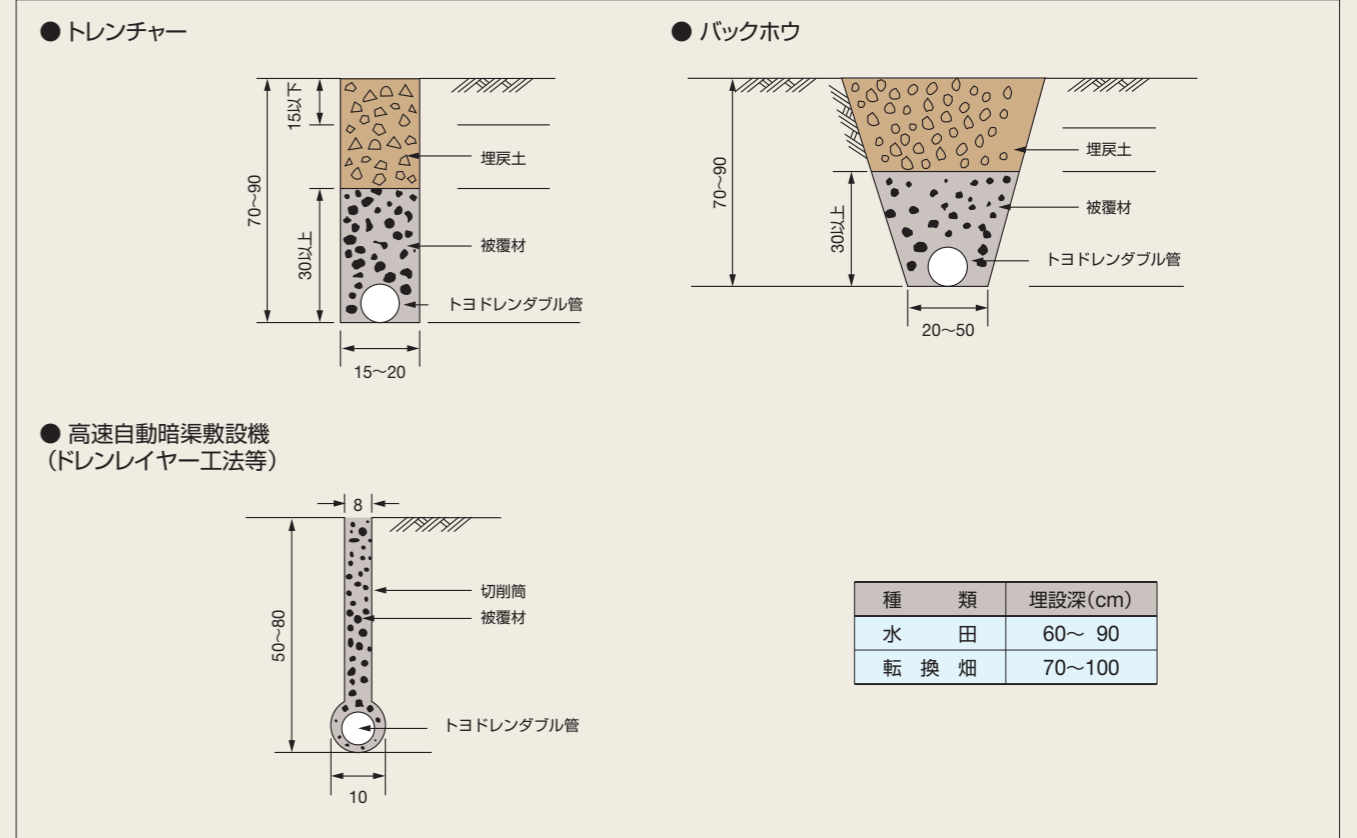 ● トレンチャー
15以下
70〜90
30以上
埋戻土
被覆材
トヨドレンダブル管
15〜20
● バックホウ
70〜90
30以上
埋戻土
被覆材
トヨドレンダブル管
20〜50
● 高速自動暗渠敷設機
（ドレンレイヤー工法等）
8
50〜80
切削筒
被覆材
トヨドレンダブル管
10
種　　類 埋設深(cm)
水　　田 60〜 90
転 換 畑 70〜100